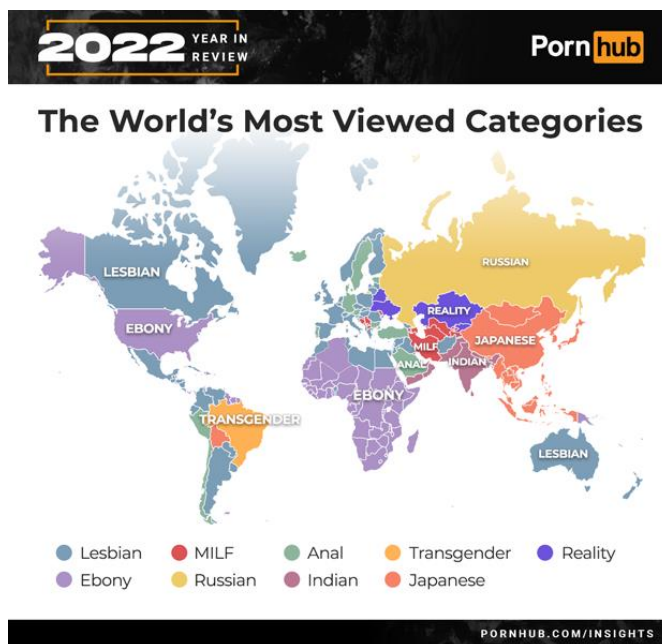 2022 YEAR IN REVIEW
Pornhub
The World's Most Viewed Categories
LESBIAN
RUSSIAN
REALITY
EBONY
JAPANESE
MILF
INDIAN
ANAL
EBONY
TRANSGENDER
LESBIAN
Lesbian MILF Anal Transgender Reality
Ebony Russian Indian Japanese
PORNHUB.COM/INSIGHTS